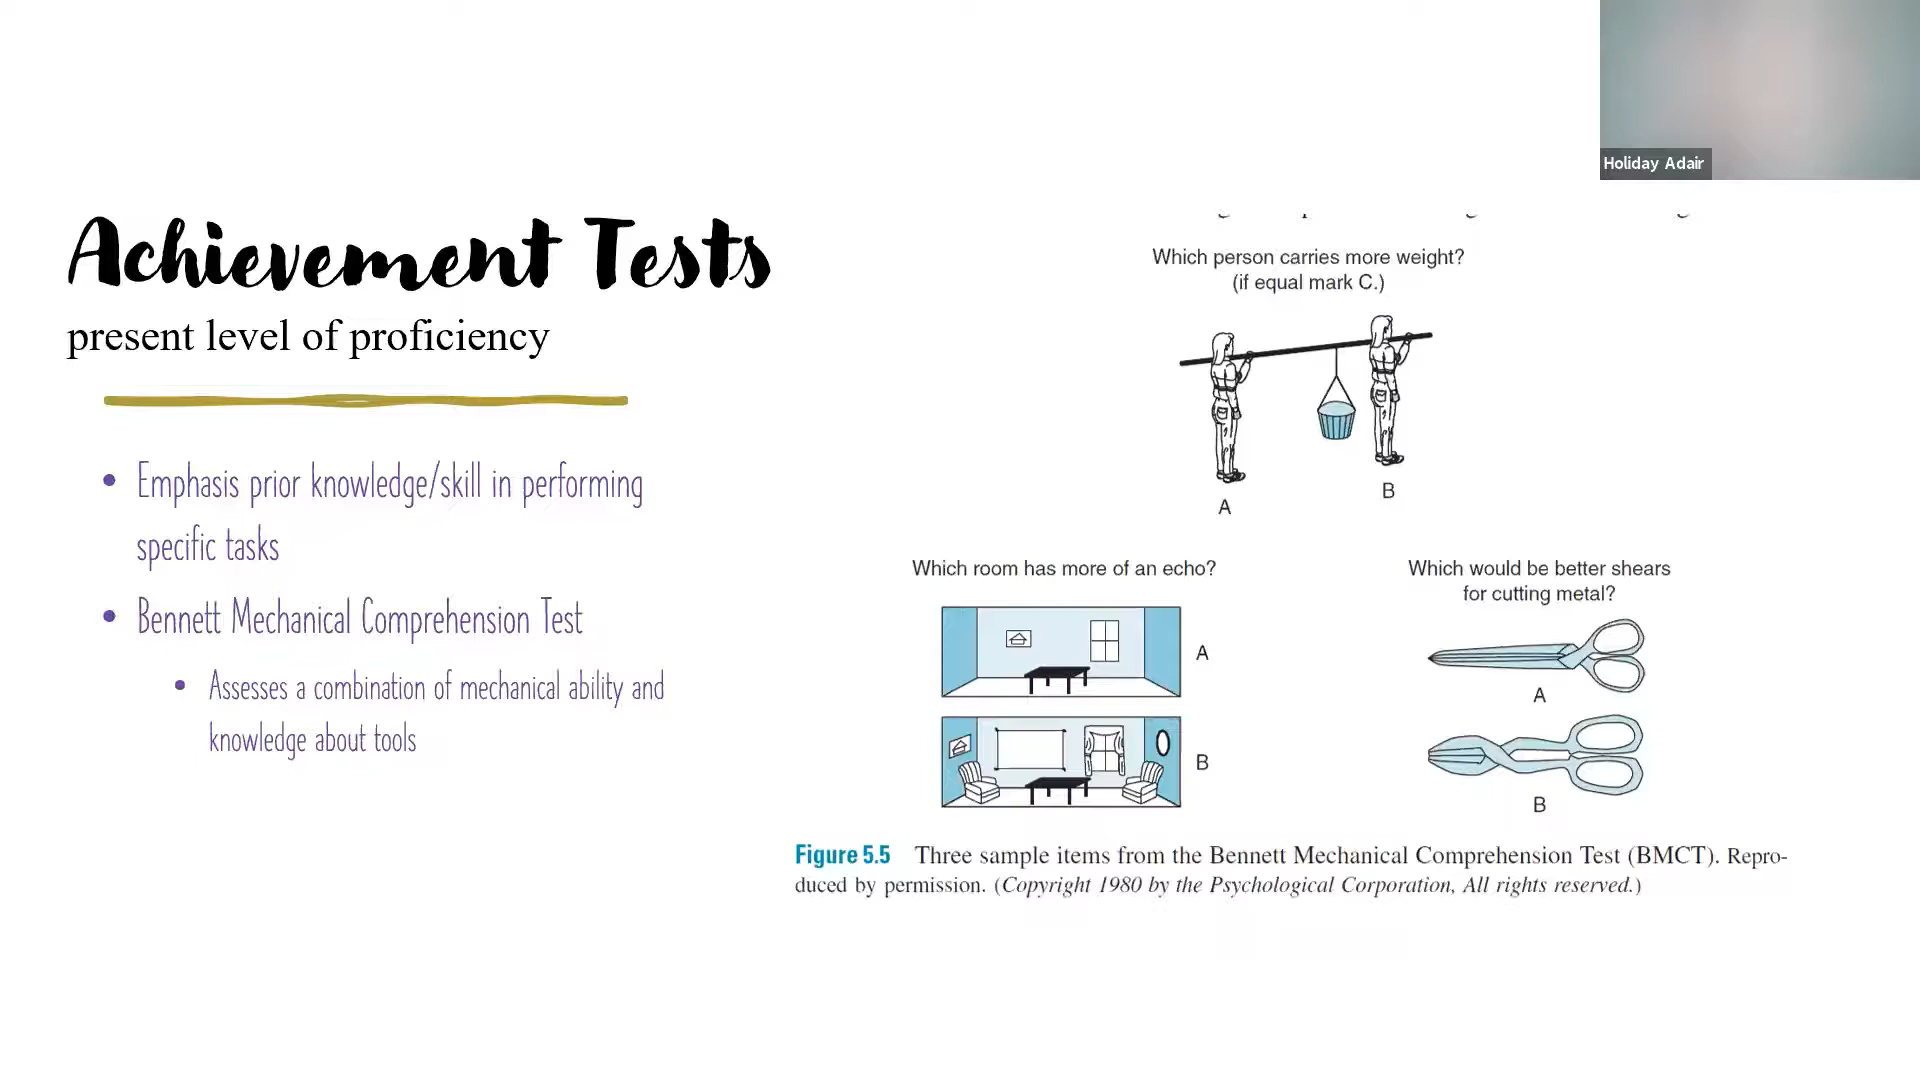 Holiday Adair
Achievement Tests
present level of proficiency
• Emphasis prior knowledge/skill in performing
specific tasks
• Bennett Mechanical Comprehension Test
• Assesses a combination of mechanical ability and
knowledge about tools
Which person carries more weight?
(if equal mark C.)
A
B
Which room has more of an echo?
A
B
Which would be better shears
for cutting metal?
A
B
Figure 5.5 Three sample items from the Bennett Mechanical Comprehension Test (BMCT). Repro-
duced by permission. (Copyright 1980 by the Psychological Corporation, All rights reserved.)